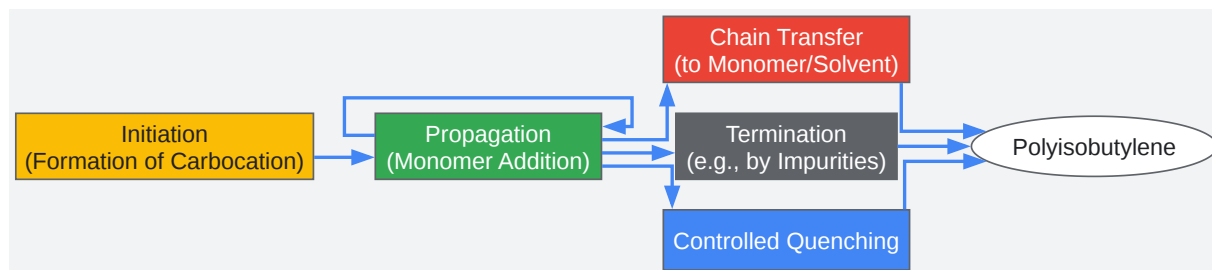 Initiation
(Formation of Carbocation)
Propagation
(Monomer Addition)
Chain Transfer
(to Monomer/Solvent)
Termination
(e.g., by Impurities)
Controlled Quenching
Polyisobutylene